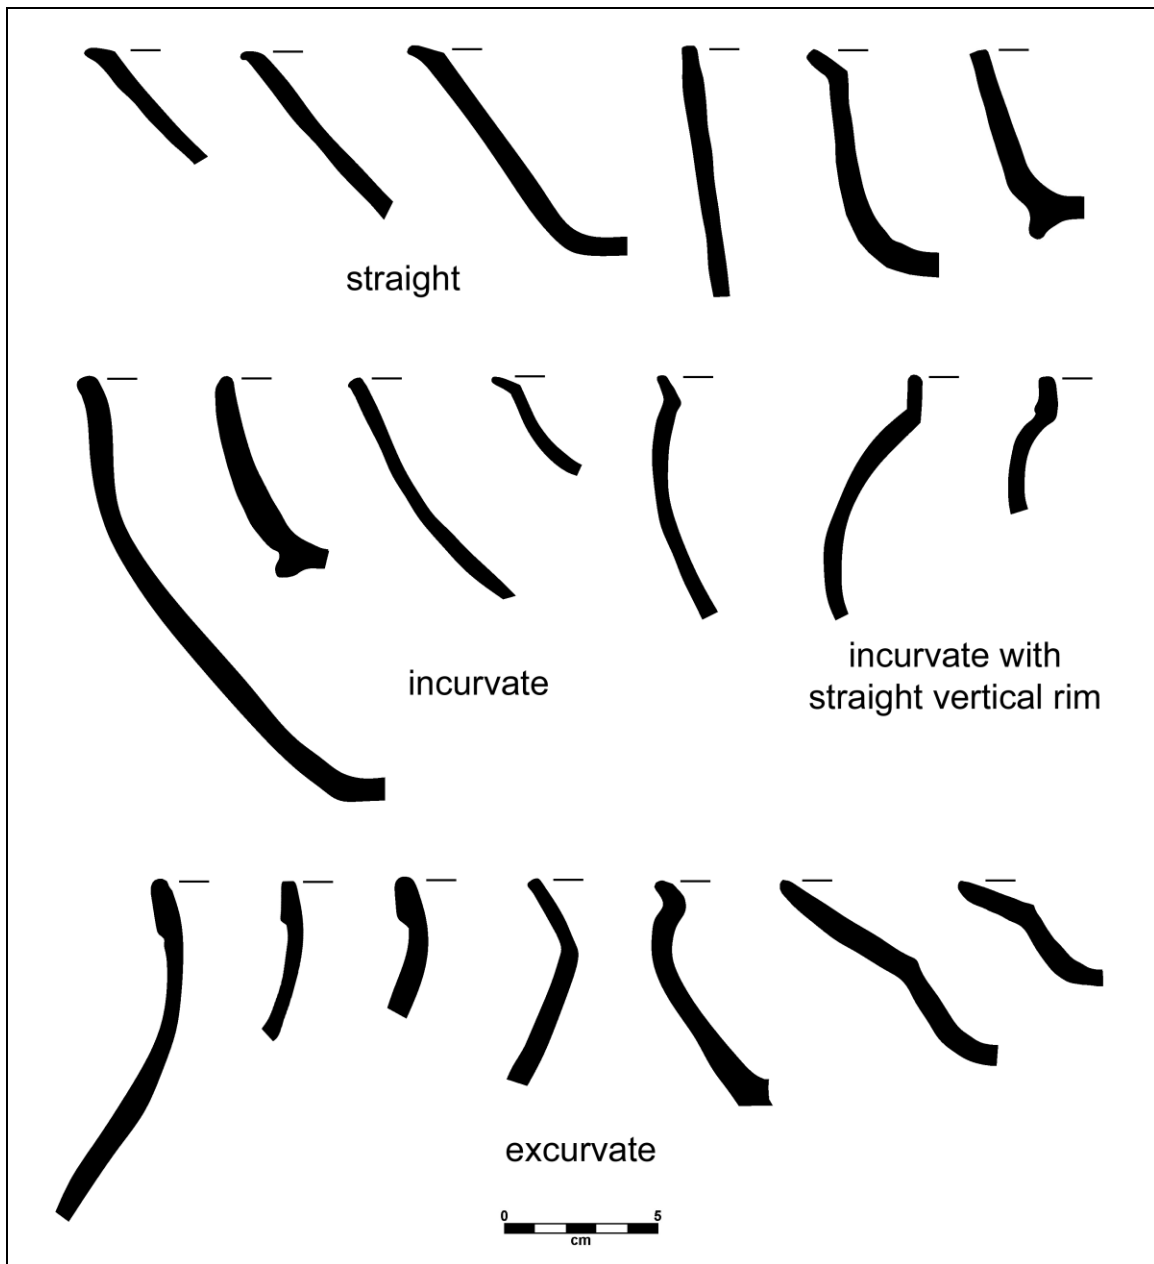 straight
incurvate
incurvate with
straight vertical rim
excurvate
0 5
cm